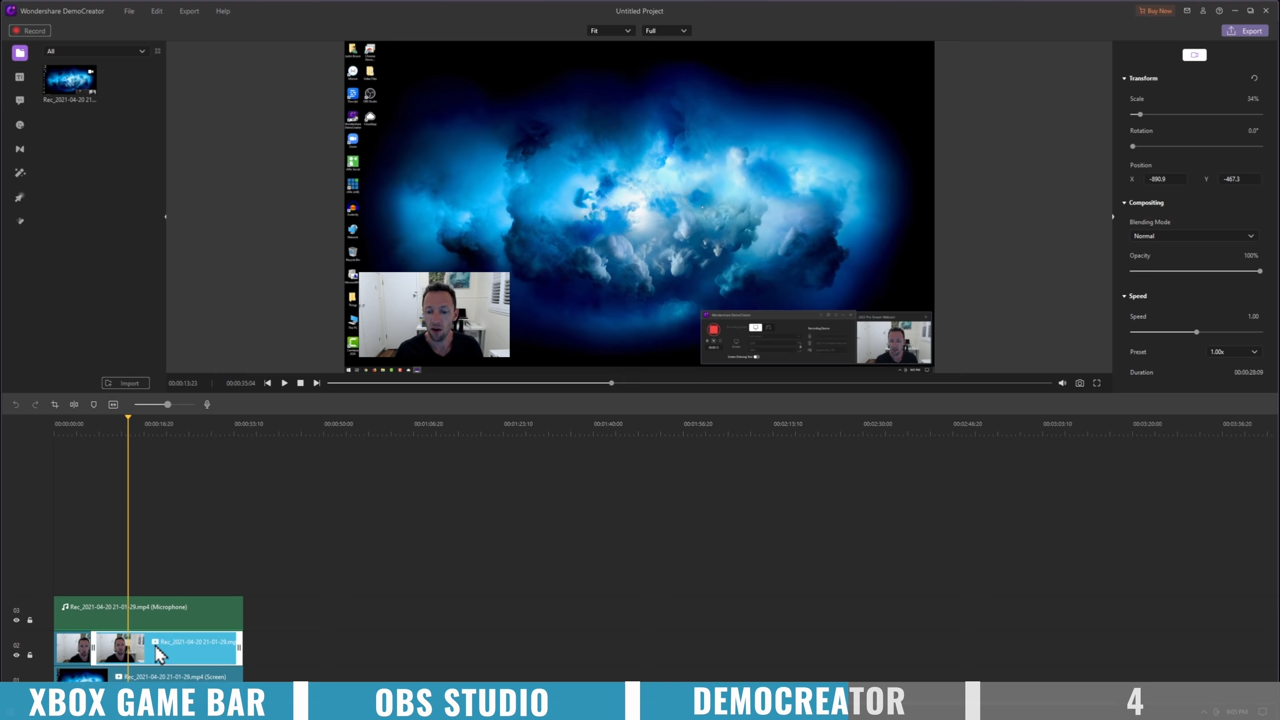 Wondershare DemoCreator
File
Edit
Export
Help
Untitled Project
Buy Now
Record
Fit
Full
Export
All
Rec_2021-04-20 21...
Transform
Scale
34%
Rotation
0.0°
Position
X
-890.9
Y
-467.3
Compositing
Blending Mode
Normal
Opacity
100%
Speed
Speed
1.00
Preset
1.00x
Duration
00:00:28:09
Import
00:00:13:23
00:00:35:04
00:00:00:00
00:00:16:20
00:00:33:10
00:00:50:00
00:01:06:20
00:01:23:10
00:01:40:00
00:01:56:20
00:02:13:10
00:02:30:00
00:02:46:20
00:03:03:10
00:03:20:00
00:03:36:20
03
Rec_2021-04-20 21-01-29.mp4 (Microphone)
02
Rec_2021-04-20 21-01-29.mp
Rec_2021-04-20 21-01-29.mp4 (Screen)
XBOX GAME BAR
OBS STUDIO
DEMOCREATOR
4